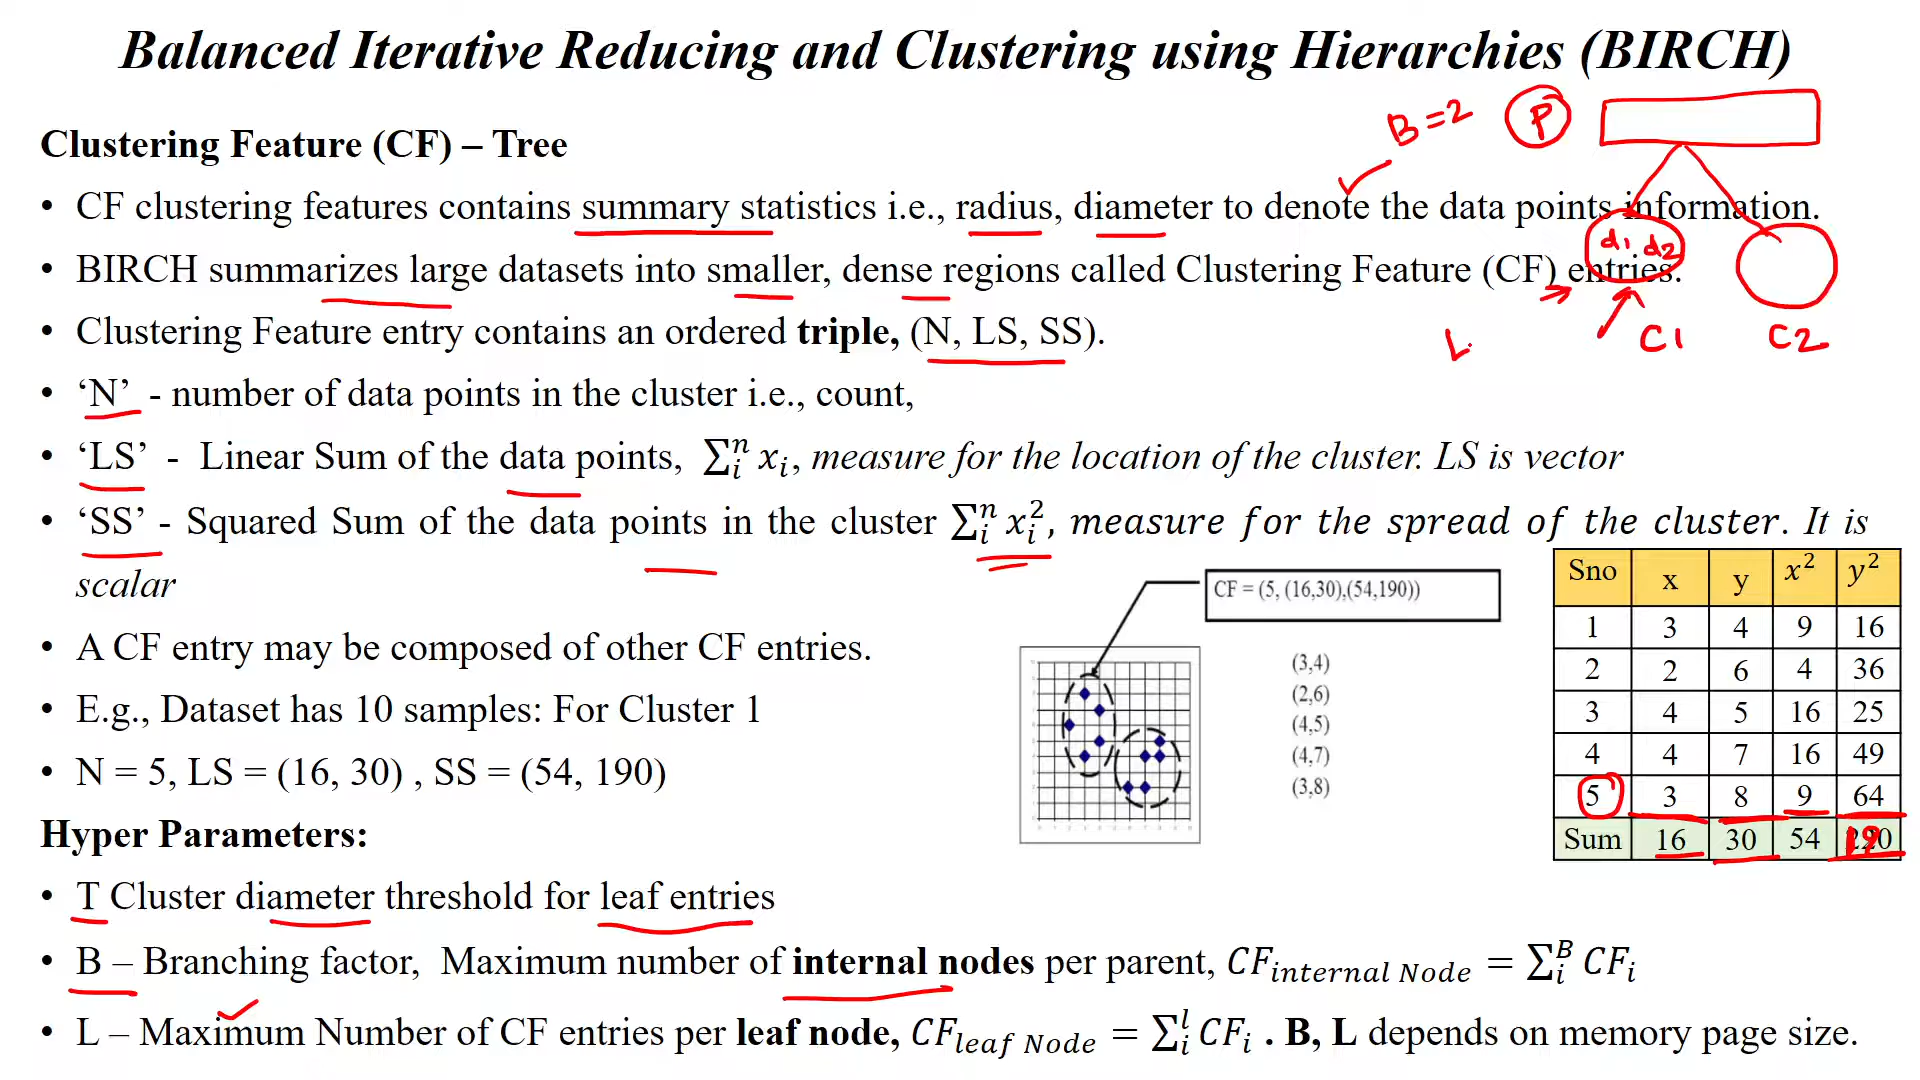 Balanced Iterative Reducing and Clustering using Hierarchies (BIRCH)
B=2 P
Clustering Feature (CF) – Tree
• CF clustering features contains summary statistics i.e., radius, diameter to denote the data points information.
d1 d2
• BIRCH summarizes large datasets into smaller, dense regions called Clustering Feature (CF) entries.
• Clustering Feature entry contains an ordered triple, (N, LS, SS).
L C1 C2
• ‘N’ - number of data points in the cluster i.e., count,
• ‘LS’ - Linear Sum of the data points, ∑ᵢⁿ xᵢ, measure for the location of the cluster. LS is vector
• ‘SS’ - Squared Sum of the data points in the cluster ∑ᵢⁿ xᵢ², measure for the spread of the cluster. It is
scalar
• A CF entry may be composed of other CF entries.
• E.g., Dataset has 10 samples: For Cluster 1
• N = 5, LS = (16, 30) , SS = (54, 190)
CF = (5, (16,30),(54,190))
(3,4)
(2,6)
(4,5)
(4,7)
(3,8)
Sno x y x² y²
1 3 4 9 16
2 2 6 4 36
3 4 5 16 25
4 4 7 16 49
5 3 8 9 64
Sum 16 30 54 190
Hyper Parameters:
• T Cluster diameter threshold for leaf entries
• B – Branching factor, Maximum number of internal nodes per parent, CF_internal Node = ∑ᵢᴮ CFᵢ
• L – Maximum Number of CF entries per leaf node, CF_leaf Node = ∑ᵢˡ CFᵢ . B, L depends on memory page size.